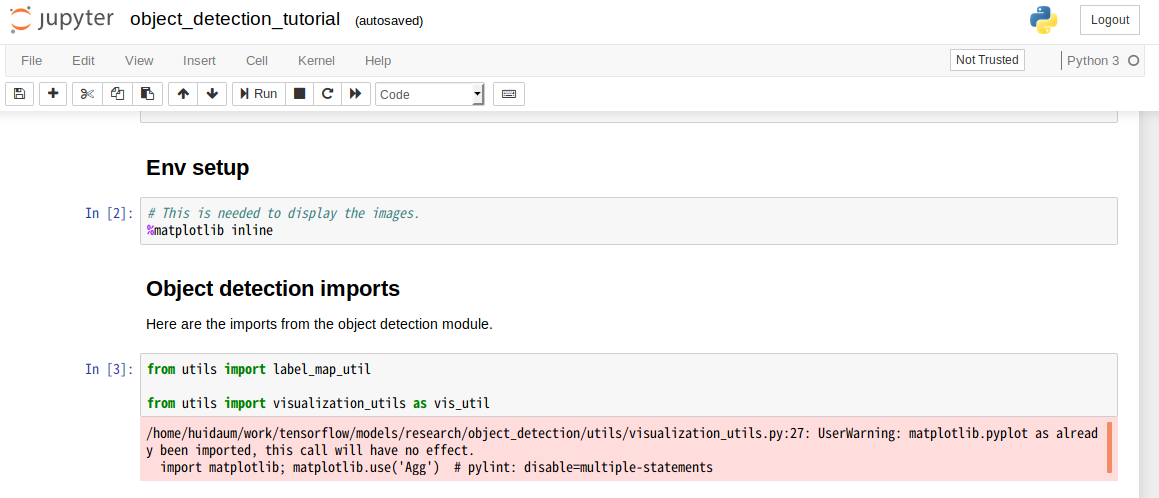 jupyter object_detection_tutorial (autosaved) Logout
File Edit View Insert Cell Kernel Help Not Trusted Python 3
Run Code
Env setup
In [2]: # This is needed to display the images.
%matplotlib inline
Object detection imports
Here are the imports from the object detection module.
In [3]: from utils import label_map_util
from utils import visualization_utils as vis_util
/home/huidaum/work/tensorflow/models/research/object_detection/utils/visualization_utils.py:27: UserWarning: matplotlib.pyplot as alread
y been imported, this call will have no effect.
import matplotlib; matplotlib.use('Agg')  # pylint: disable=multiple-statements